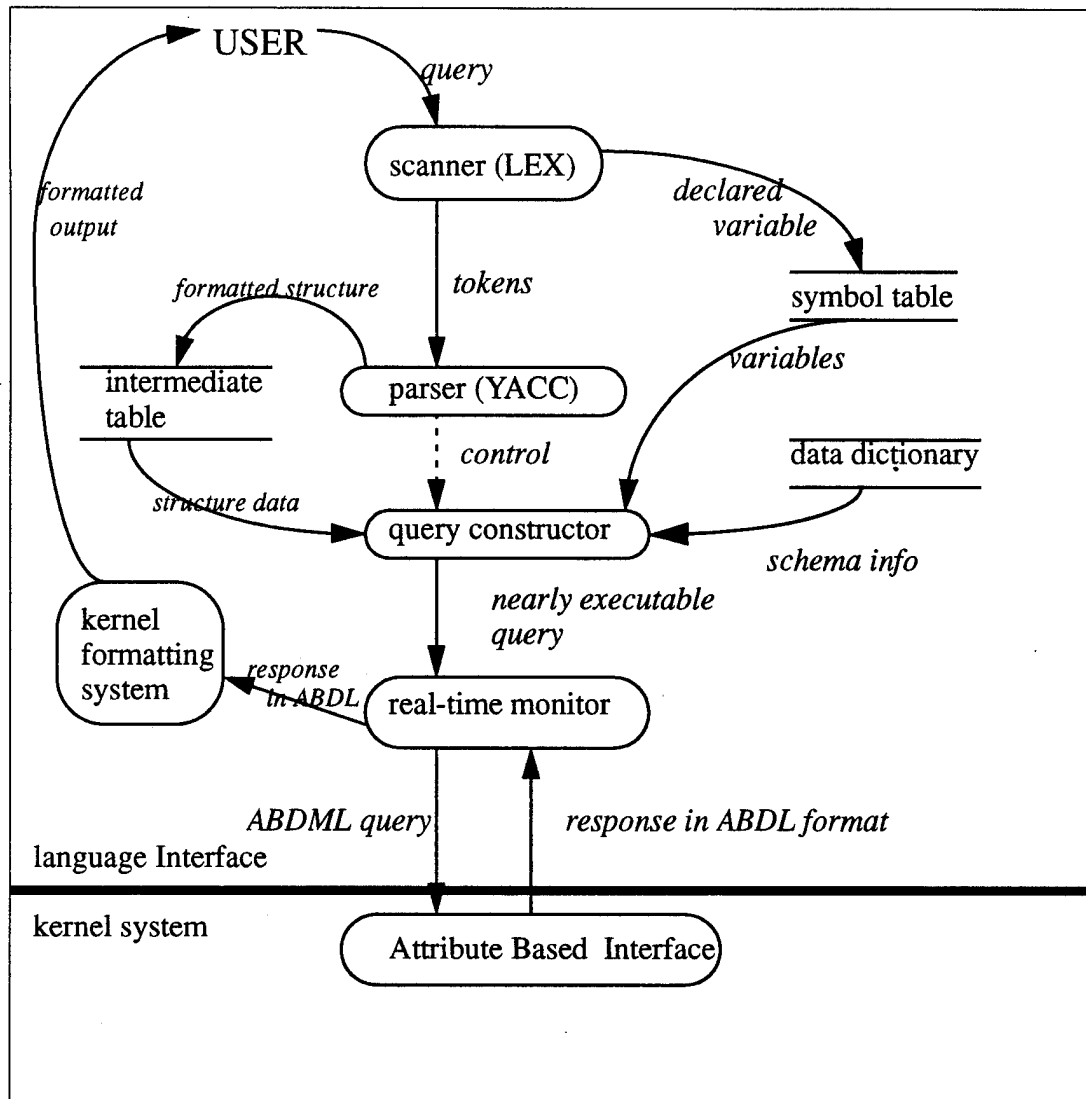 USER
query
scanner (LEX)
formatted
output
declared
variable
tokens
formatted structure
symbol table
variables
intermediate
table
parser (YACC)
control
data dictionary
structure data
query constructor
schema info
nearly executable
query
kernel
formatting
system
response
in ABDL
real-time monitor
ABDML query
response in ABDL format
language Interface
kernel system
Attribute Based Interface